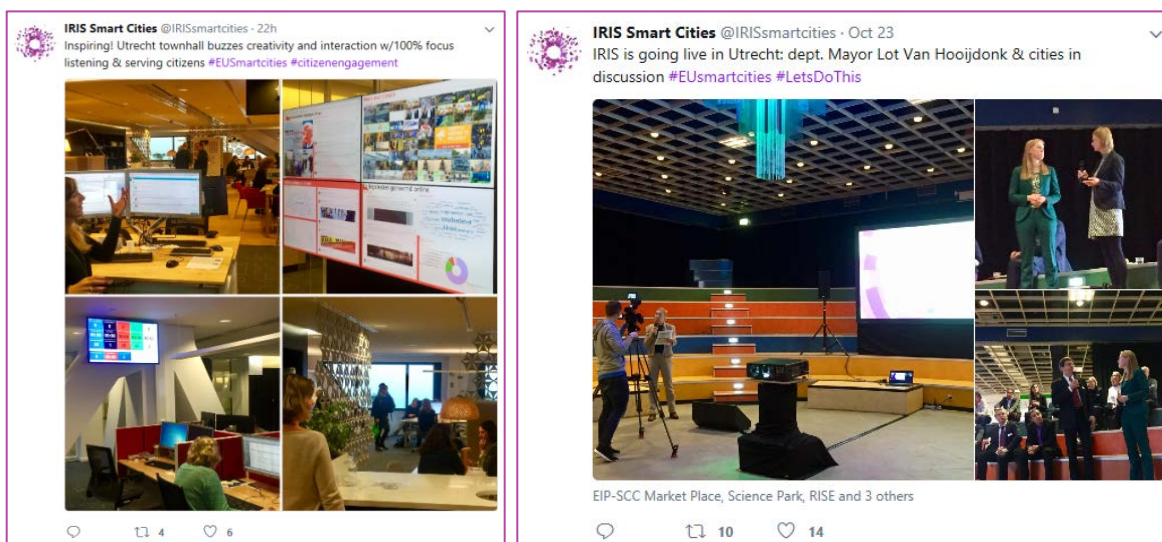 IRIS Smart Cities @IRISsmartcities · 22h
Inspiring! Utrecht townhall buzzes creativity and interaction w/100% focus
listening & serving citizens #EUSmartcities #citizenengagement
4
6
IRIS Smart Cities @IRISsmartcities · Oct 23
IRIS is going live in Utrecht: dept. Mayor Lot Van Hooijdonk & cities in
discussion #EUsmartcities #LetsDoThis
EIP-SCC Market Place, Science Park, RISE and 3 others
10
14